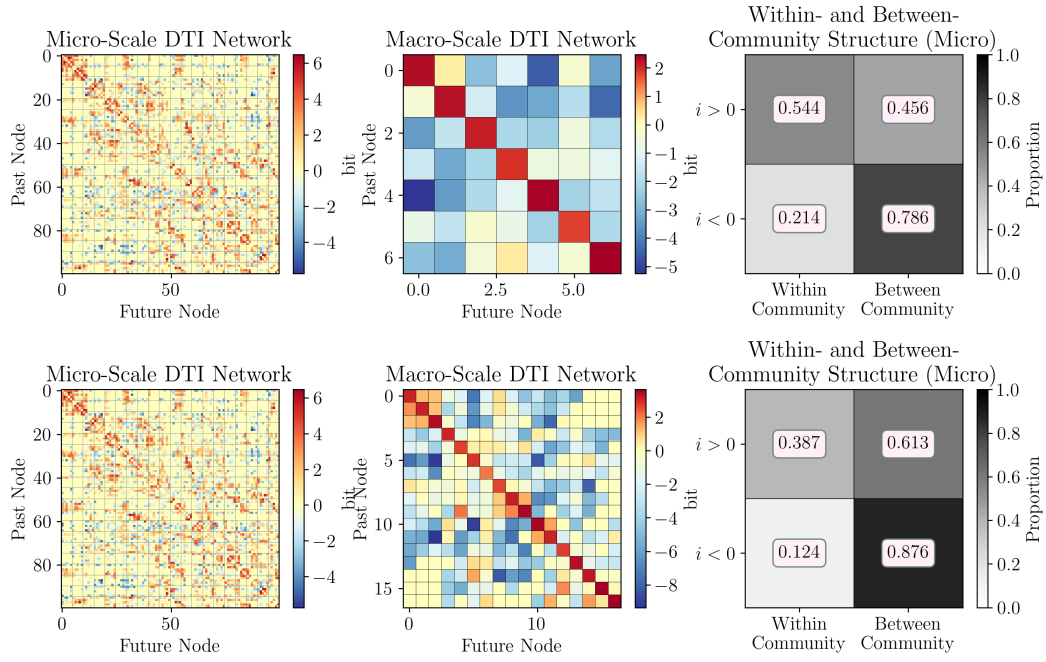 Micro-Scale DTI Network
0
20
40
60
80
Past Node
0
50
Future Node
6
4
2
0
−2
−4
bit
Macro-Scale DTI Network
0
2
4
6
Past Node
0.0
2.5
5.0
Future Node
2
1
0
−1
−2
−3
−4
−5
bit
Within- and Between-
Community Structure (Micro)
i > 0
i < 0
0.544
0.456
0.214
0.786
Within
Community
Between
Community
1.0
0.8
0.6
0.4
0.2
0.0
Proportion
Micro-Scale DTI Network
0
20
40
60
80
Past Node
0
50
Future Node
6
4
2
0
−2
−4
bit
Macro-Scale DTI Network
0
5
10
15
Past Node
0
10
Future Node
2
0
−2
−4
−6
−8
bit
Within- and Between-
Community Structure (Micro)
i > 0
i < 0
0.387
0.613
0.124
0.876
Within
Community
Between
Community
1.0
0.8
0.6
0.4
0.2
0.0
Proportion